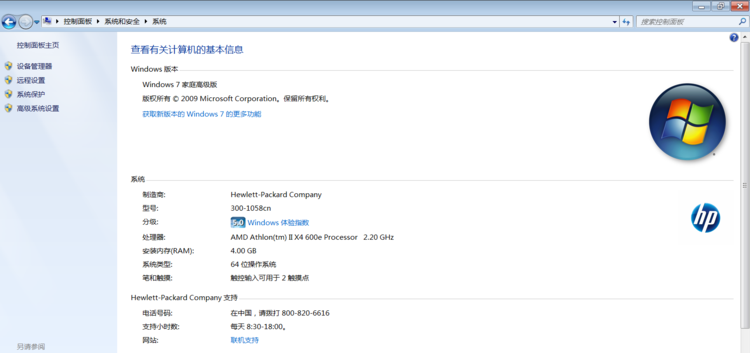 控制面板 ▸ 系统和安全 ▸ 系统
搜索控制面板
控制面板主页
设备管理器
远程设置
系统保护
高级系统设置
查看有关计算机的基本信息
Windows 版本
Windows 7 家庭高级版
版权所有 © 2009 Microsoft Corporation。保留所有权利。
获取新版本的 Windows 7 的更多功能
系统
制造商: Hewlett-Packard Company
型号: 300-1058cn
分级: 5.0 Windows 体验指数
处理器: AMD Athlon(tm) II X4 600e Processor 2.20 GHz
安装内存(RAM): 4.00 GB
系统类型: 64 位操作系统
笔和触摸: 触控输入可用于 2 触摸点
hp
Hewlett-Packard Company 支持
电话号码: 在中国，请拨打 800-820-6616
支持小时数: 每天 8:30-18:00。
网站: 联机支持
另请参阅